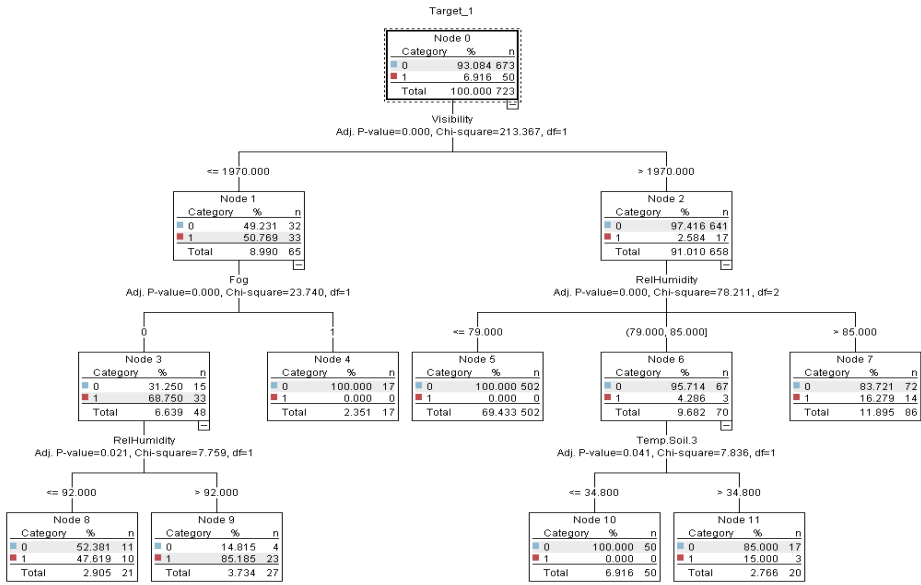 Target_1
Node 0
Category % n
0 93.084 673
1 6.916 50
Total 100.000 723
Visibility
Adj. P-value=0.000, Chi-square=213.367, df=1
<= 1970.000
> 1970.000
Node 1
Category % n
0 49.231 32
1 50.769 33
Total 8.990 65
Node 2
Category % n
0 97.416 641
1 2.584 17
Total 91.010 658
Fog
Adj. P-value=0.000, Chi-square=23.740, df=1
RelHumidity
Adj. P-value=0.000, Chi-square=78.211, df=2
0
1
<= 79.000
(79.000, 85.000]
> 85.000
Node 3
Category % n
0 31.250 15
1 68.750 33
Total 6.639 48
Node 4
Category % n
0 100.000 17
1 0.000 0
Total 2.351 17
Node 5
Category % n
0 100.000 502
1 0.000 0
Total 69.433 502
Node 6
Category % n
0 95.714 67
1 4.286 3
Total 9.682 70
Node 7
Category % n
0 83.721 72
1 16.279 14
Total 11.895 86
RelHumidity
Adj. P-value=0.021, Chi-square=7.759, df=1
Temp.Soil.3
Adj. P-value=0.041, Chi-square=7.836, df=1
<= 92.000
> 92.000
<= 34.800
> 34.800
Node 8
Category % n
0 52.381 11
1 47.619 10
Total 2.905 21
Node 9
Category % n
0 14.815 4
1 85.185 23
Total 3.734 27
Node 10
Category % n
0 100.000 50
1 0.000 0
Total 6.916 50
Node 11
Category % n
0 85.000 17
1 15.000 3
Total 2.766 20